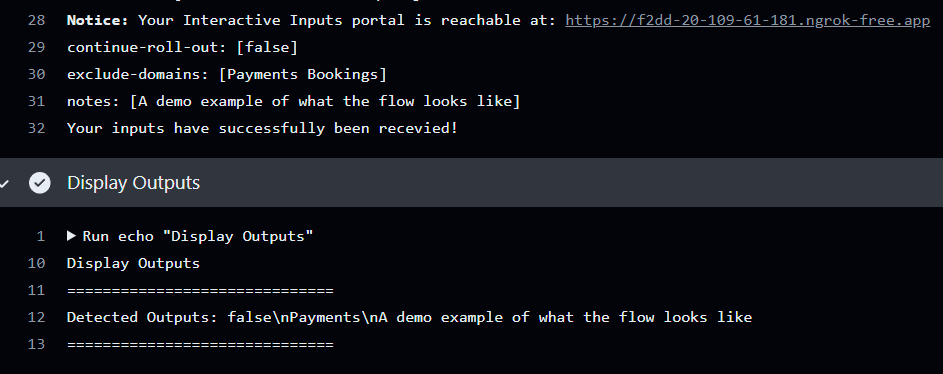 28 Notice: Your Interactive Inputs portal is reachable at: https://f2dd-20-109-61-181.ngrok-free.app
29 continue-roll-out: [false]
30 exclude-domains: [Payments Bookings]
31 notes: [A demo example of what the flow looks like]
32 Your inputs have successfully been recevied!
Display Outputs
1 Run echo "Display Outputs"
10 Display Outputs
11 ==============================
12 Detected Outputs: false\nPayments\nA demo example of what the flow looks like
13 ==============================